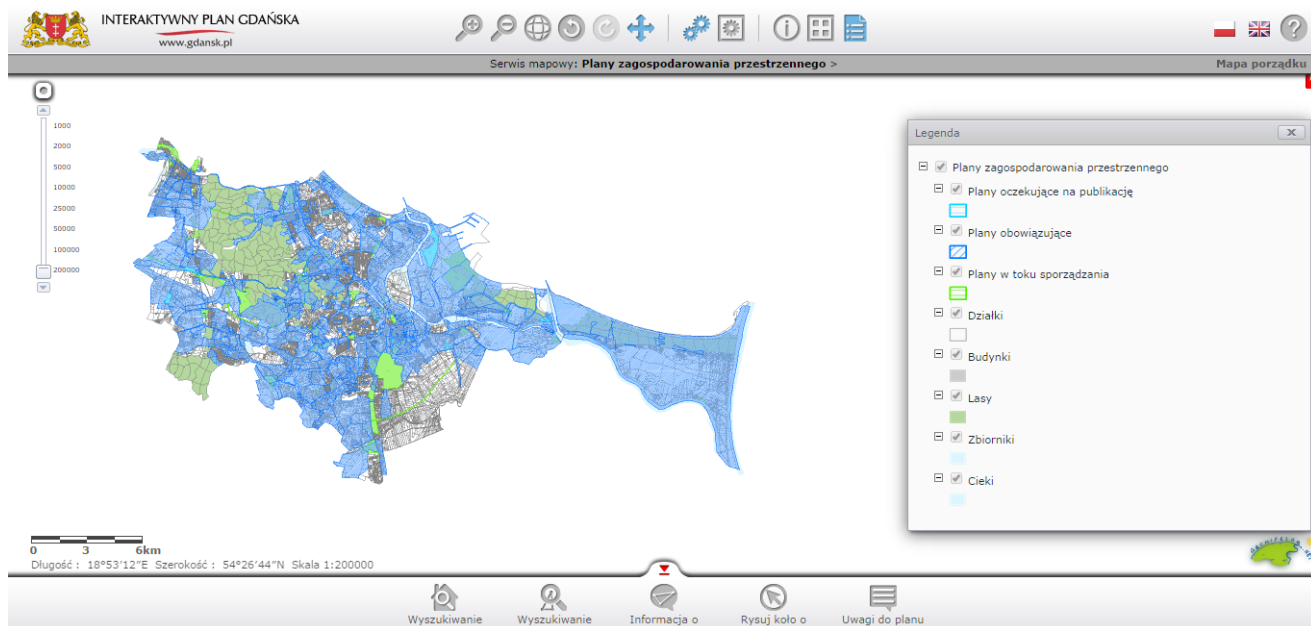 INTERAKTYWNY PLAN GDAŃSKA
www.gdansk.pl
Serwis mapowy: Plany zagospodarowania przestrzennego >
Mapa porządku
1000
2000
5000
10000
25000
50000
100000
200000
Legenda
Plany zagospodarowania przestrzennego
Plany oczekujące na publikację
Plany obowiązujące
Plany w toku sporządzania
Działki
Budynki
Lasy
Zbiorniki
Cieki
0 3 6km
Długość : 18°53'12"E Szerokość : 54°26'44"N Skala 1:200000
Wyszukiwanie
Wyszukiwanie
Informacja o
Rysuj koło o
Uwagi do planu